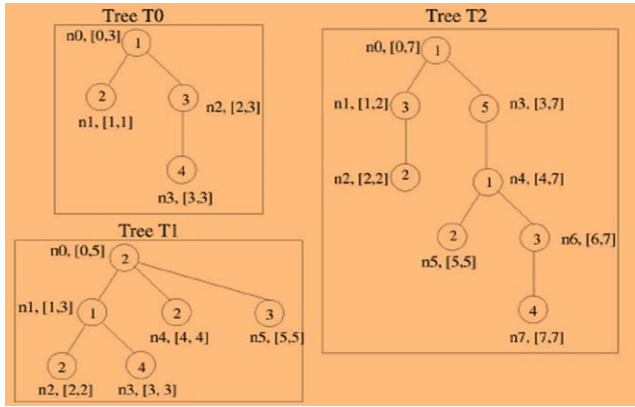 Tree T0
n0, [0,3]
1
2
3
n2, [2,3]
n1, [1,1]
4
n3, [3,3]
Tree T1
n0, [0,5]
2
n1, [1,3]
1
2
3
n4, [4, 4]
n5, [5,5]
2
4
n2, [2,2]
n3, [3, 3]
Tree T2
n0, [0,7]
1
n1, [1,2]
3
5
n3, [3,7]
n2, [2,2]
2
1
n4, [4,7]
2
3
n6, [6,7]
n5, [5,5]
4
n7, [7,7]